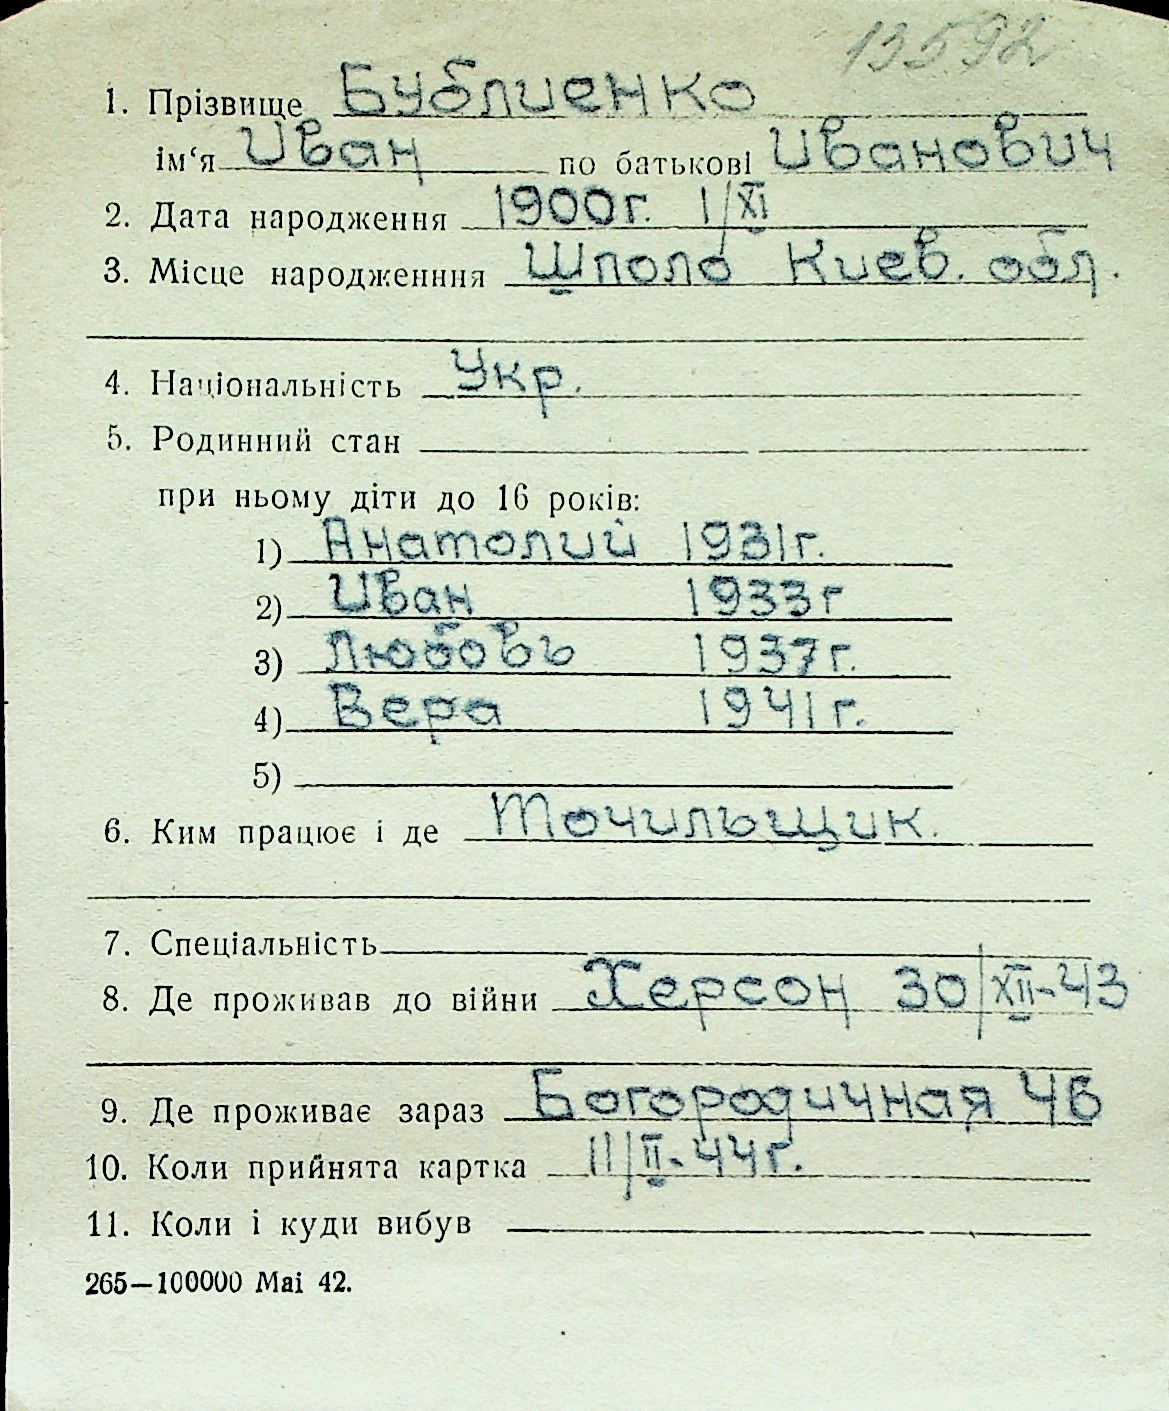 13592
1. Прізвище Бублиенко
ім‘я Иван по батькові Иванович
2. Дата народження 1900г. 1/XI
3. Місце народженння Шполо Киев. обл.
4. Національність Укр.
5. Родинний стан
при ньому діти до 16 років:
1) Анатолий 1931г.
2) Иван 1933г
3) Любовь 1937г.
4) Вера 1941г.
5)
6. Ким працює і де Точильщик.
7. Спеціальність
8. Де проживав до війни Херсон 30/XII-43
9. Де проживає зараз Богородичная 46
10. Коли прийнята картка 11/II-44г.
11. Коли і куди вибув
265—100000 Mai 42.